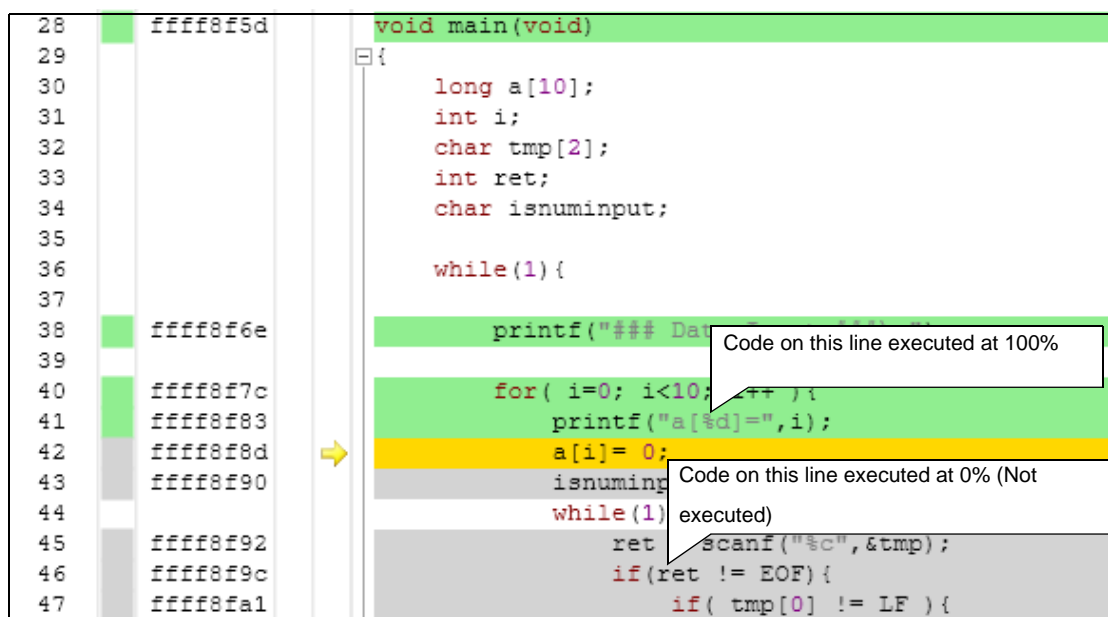 28 ffff8f5d void main(void)
29 {
30 long a[10];
31 int i;
32 char tmp[2];
33 int ret;
34 char isnuminput;
35
36 while(1){
37
38 ffff8f6e printf("###
Code on this line executed at 100%
39
40 ffff8f7c for( i=0; i<10; i++ ){
41 ffff8f83 printf("a[%d]=",i);
42 ffff8f8d a[i]= 0;
43 ffff8f90
Code on this line executed at 0% (Not
executed)
44 while(1)
45 ffff8f92 ret scanf("%c",&tmp);
46 ffff8f9c if(ret != EOF){
47 ffff8fa1 if( tmp[0] != LF ){